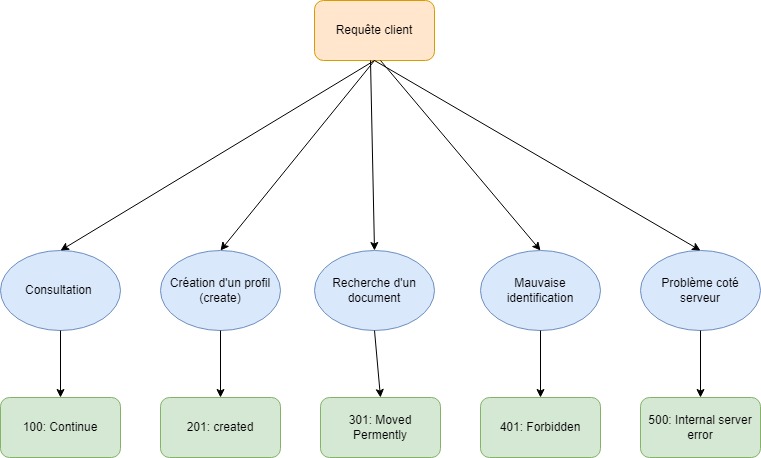 Requête client
Consultation
Création d'un profil
(create)
Recherche d'un
document
Mauvaise
identification
Problème coté
serveur
100: Continue
201: created
301: Moved
Permently
401: Forbidden
500: Internal server
error